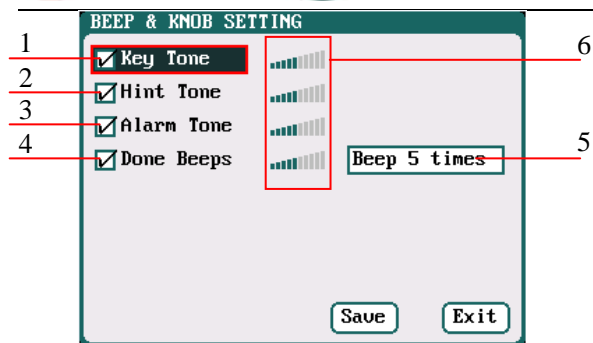 BEEP & KNOB SETTING
1 Key Tone 6
2 Hint Tone
3 Alarm Tone
4 Done Beeps Beep 5 times 5
Save Exit